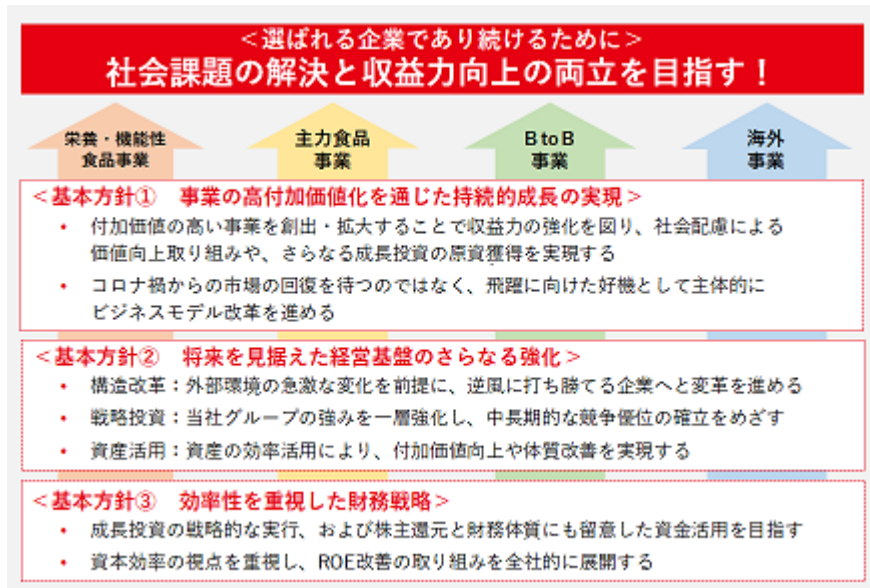 ＜選ばれる企業であり続けるために＞
社会課題の解決と収益力向上の両立を目指す！
栄養・機能性
食品事業
主力食品
事業
BtoB
事業
海外
事業
＜基本方針① 事業の高付加価値化を通じた持続的成長の実現＞
• 付加価値の高い事業を創出・拡大することで収益力の強化を図り、社会配慮による
価値向上取り組みや、さらなる成長投資の原資獲得を実現する
• コロナ禍からの市場の回復を待つのではなく、飛躍に向けた好機として主体的に
ビジネスモデル改革を進める
＜基本方針② 将来を見据えた経営基盤のさらなる強化＞
• 構造改革：外部環境の急激な変化を前提に、逆風に打ち勝てる企業へと変革を進める
• 戦略投資：当社グループの強みを一層強化し、中長期的な競争優位の確立をめざす
• 資産活用：資産の効率活用により、付加価値向上や体質改善を実現する
＜基本方針③ 効率性を重視した財務戦略＞
• 成長投資の戦略的な実行、および株主還元と財務体質にも留意した資金活用を目指す
• 資本効率の視点を重視し、ROE改善の取り組みを全社的に展開する